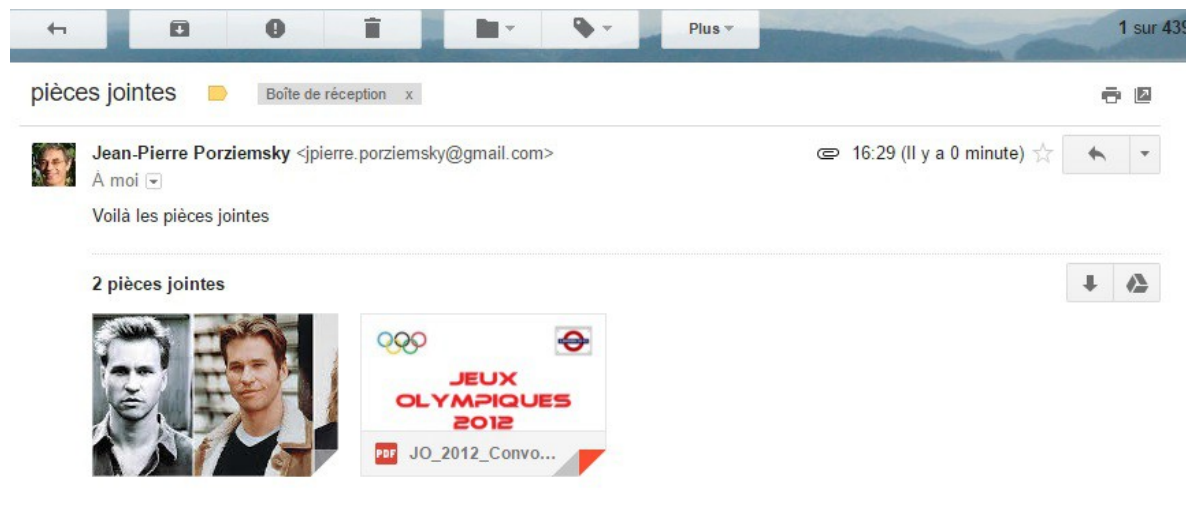 Plus
1 sur 439
pièces jointes
Boîte de réception x
Jean-Pierre Porziemsky <jpierre.porziemsky@gmail.com>
16:29 (Il y a 0 minute)
À moi
Voilà les pièces jointes
2 pièces jointes
JEUX
OLYMPIQUES
2012
PDF JO_2012_Convo...